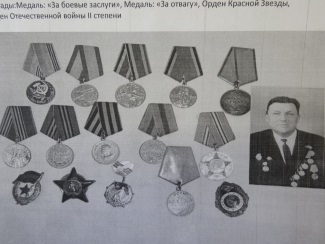 ады:Медаль: «За боевые заслуги», Медаль: «За отвагу», Орден Красной Звезды,
ен Отечественной войны II степени